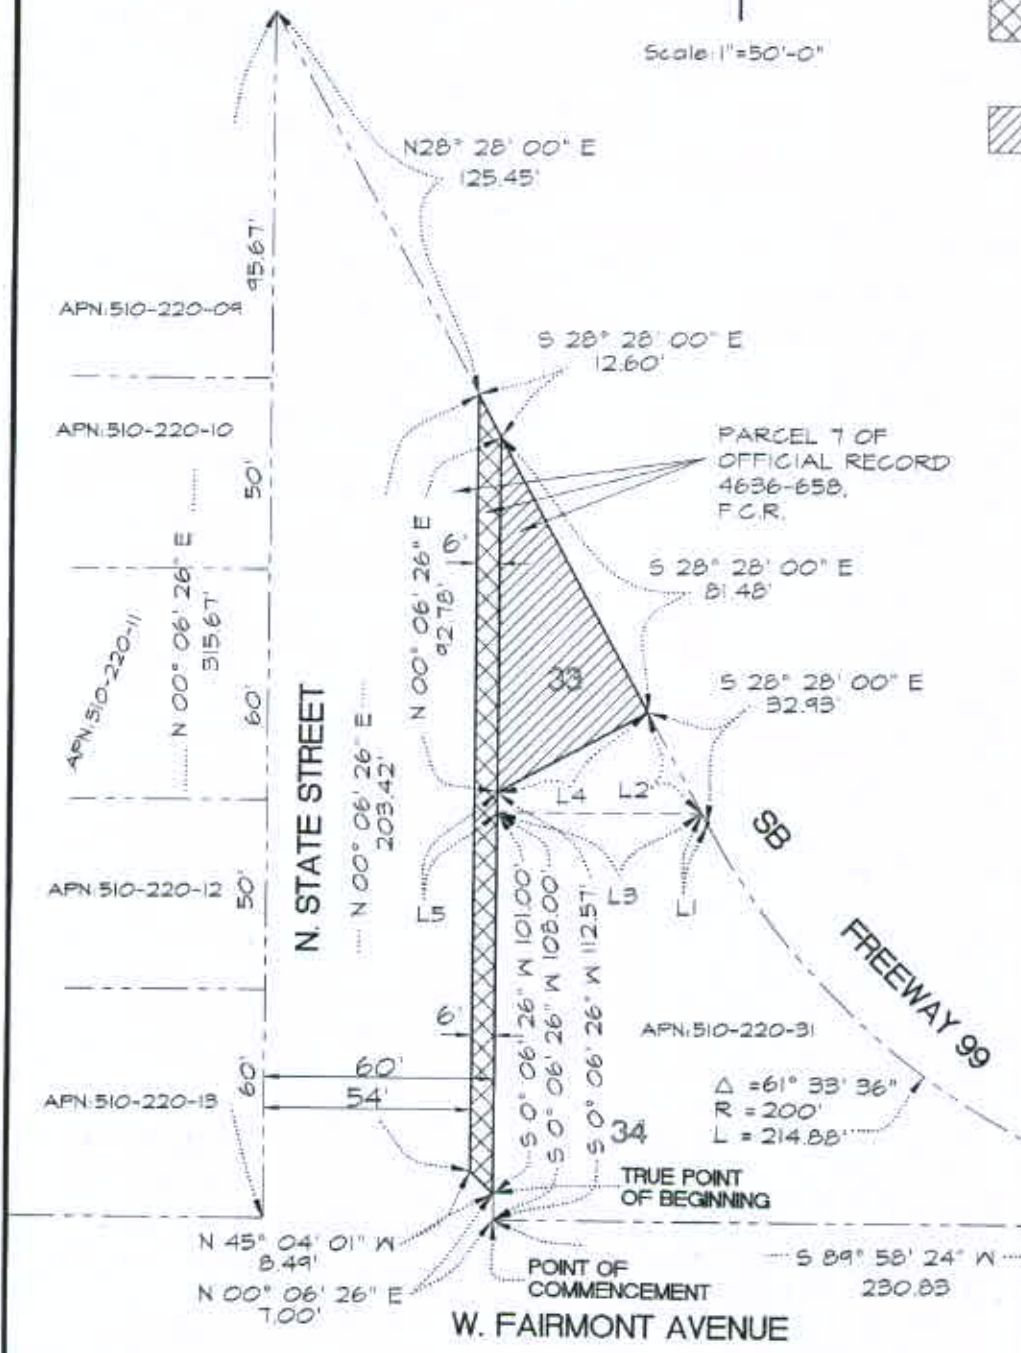 Scale:1"=50'-0"
N28° 28' 00" E
125.45'
95.67'
APN:510-220-09
S 28° 28' 00" E
12.60'
APN:510-220-10
PARCEL 7 OF
OFFICIAL RECORD
4636-658,
F.C.R.
50'
N 00° 06' 26" E
315.67'
6'
N 00° 06' 26" E
92.78'
S 28° 28' 00" E
81.48'
APN:510-220-11
33
S 28° 28' 00" E
32.93'
60'
N. STATE STREET
N 00° 06' 26" E
203.42'
L4
L2
SB
FREEWAY 99
APN:510-220-12
50'
L5
L3
L1
S 0° 06' 26" W 101.00'
S 0° 06' 26" W 108.00'
S 0° 06' 26" W 112.57'
6'
APN:510-220-31
60'
60'
54'
APN:510-220-13
Δ =61° 33' 36"
R = 200'
L = 214.88'
34
TRUE POINT
OF BEGINNING
N 45° 04' 01" W
8.49'
N 00° 06' 26" E
7.00'
POINT OF
COMMENCEMENT
S 89° 58' 24" W
230.83
W. FAIRMONT AVENUE